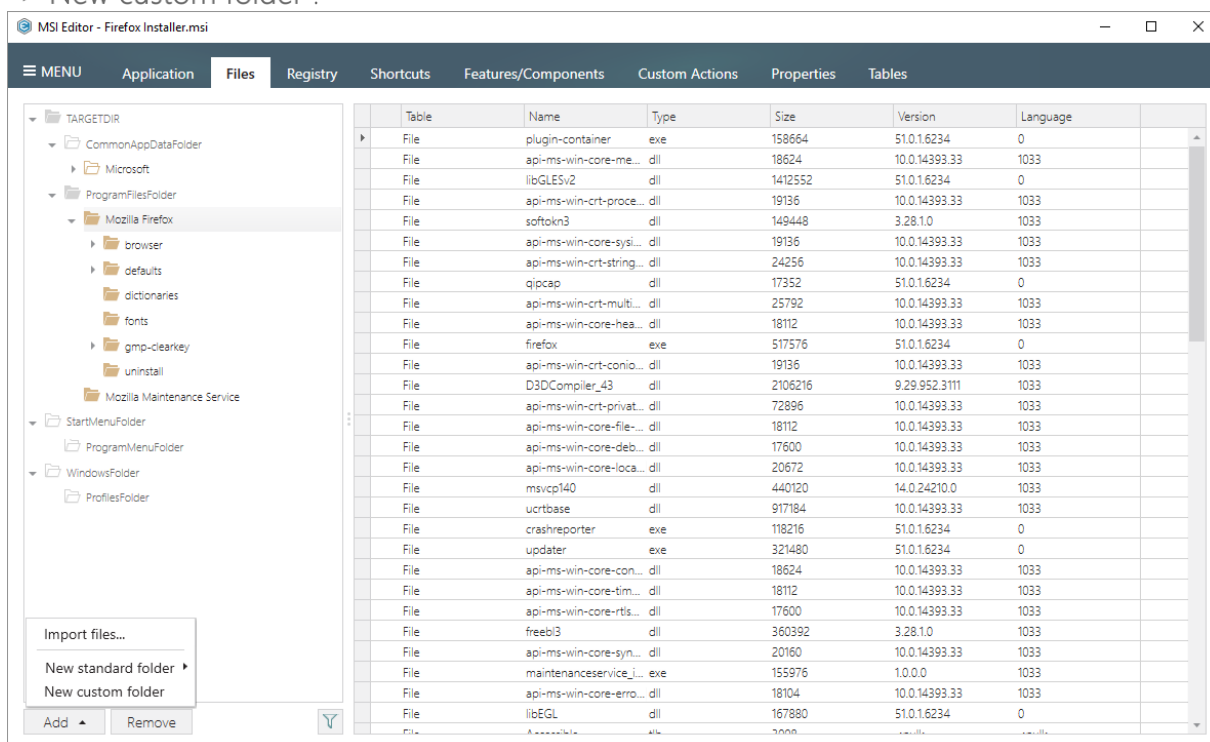 New custom folder .
MSI Editor - Firefox Installer.msi
MENU Application Files Registry Shortcuts Features/Components Custom Actions Properties Tables
TARGETDIR
CommonAppDataFolder
Microsoft
ProgramFilesFolder
Mozilla Firefox
browser
defaults
dictionaries
fonts
gmp-clearkey
uninstall
Mozilla Maintenance Service
StartMenuFolder
ProgramMenuFolder
WindowsFolder
ProfilesFolder
Import files...
New standard folder
New custom folder
Add Remove
Table Name Type Size Version Language
File plugin-container exe 158664 51.0.1.6234 0
File api-ms-win-core-me... dll 18624 10.0.14393.33 1033
File libGLESv2 dll 1412552 51.0.1.6234 0
File api-ms-win-crt-proce... dll 19136 10.0.14393.33 1033
File softokn3 dll 149448 3.28.1.0 1033
File api-ms-win-core-sysi... dll 19136 10.0.14393.33 1033
File api-ms-win-crt-string... dll 24256 10.0.14393.33 1033
File qipcap dll 17352 51.0.1.6234 0
File api-ms-win-crt-multi... dll 25792 10.0.14393.33 1033
File api-ms-win-core-hea... dll 18112 10.0.14393.33 1033
File firefox exe 517576 51.0.1.6234 0
File api-ms-win-crt-conio... dll 19136 10.0.14393.33 1033
File D3DCompiler_43 dll 2106216 9.29.952.3111 1033
File api-ms-win-crt-privat... dll 72896 10.0.14393.33 1033
File api-ms-win-core-file-... dll 18112 10.0.14393.33 1033
File api-ms-win-core-deb... dll 17600 10.0.14393.33 1033
File api-ms-win-core-loca... dll 20672 10.0.14393.33 1033
File msvcp140 dll 440120 14.0.24210.0 1033
File ucrtbase dll 917184 10.0.14393.33 1033
File crashreporter exe 118216 51.0.1.6234 0
File updater exe 321480 51.0.1.6234 0
File api-ms-win-core-con... dll 18624 10.0.14393.33 1033
File api-ms-win-core-tim... dll 18112 10.0.14393.33 1033
File api-ms-win-core-rtls... dll 17600 10.0.14393.33 1033
File freebl3 dll 360392 3.28.1.0 1033
File api-ms-win-core-syn... dll 20160 10.0.14393.33 1033
File maintenanceservice_i... exe 155976 1.0.0.0 1033
File api-ms-win-core-erro... dll 18104 10.0.14393.33 1033
File libEGL dll 167880 51.0.1.6234 0